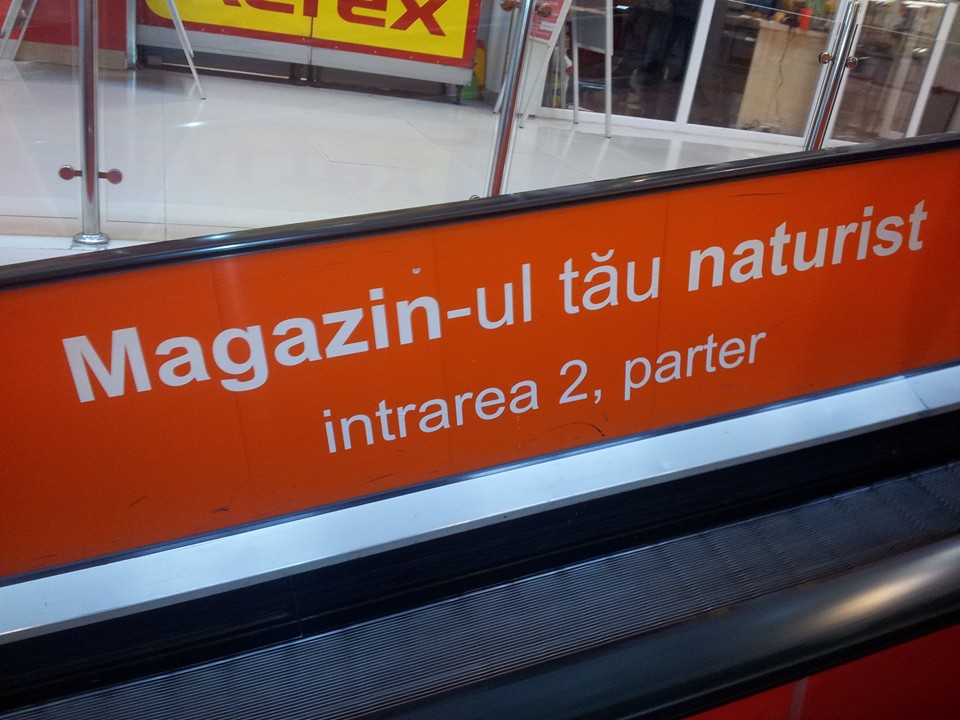 Magazin-ul tău naturist
intrarea 2, parter